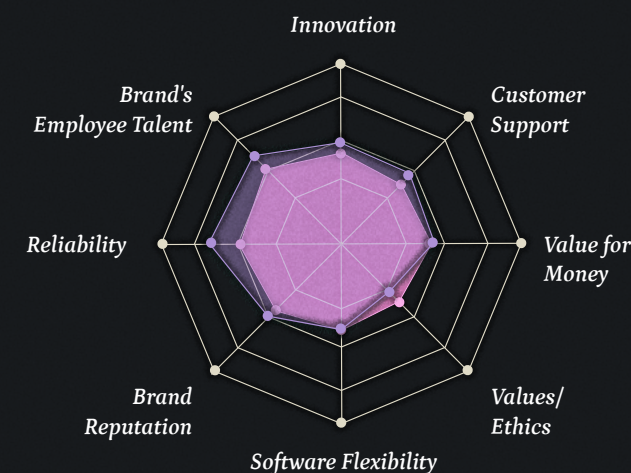 Innovation
Brand's
Employee Talent
Customer
Support
Reliability
Value for
Money
Brand
Reputation
Values/
Ethics
Software Flexibility